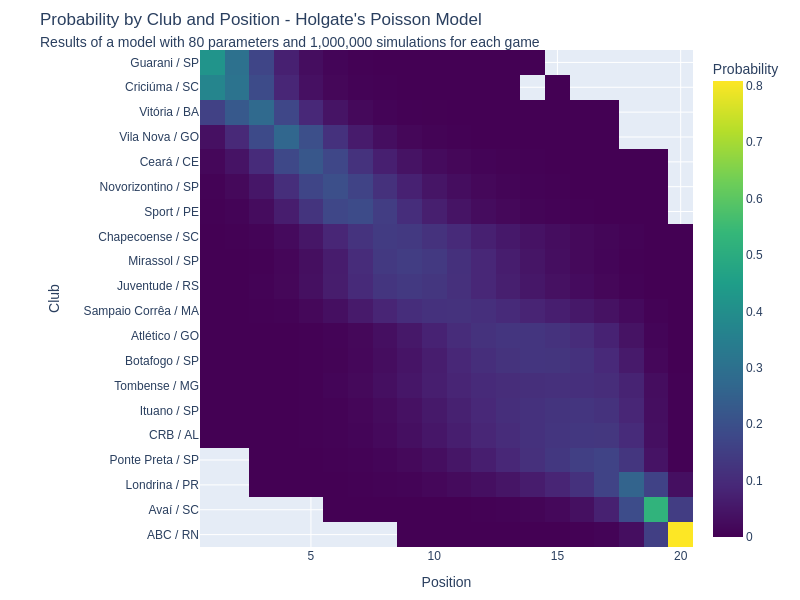 Probability by Club and Position - Holgate's Poisson Model
Results of a model with 80 parameters and 1,000,000 simulations for each game
Probability
Guarani / SP
Criciúma / SC
Vitória / BA
Vila Nova / GO
Ceará / CE
Novorizontino / SP
Sport / PE
Chapecoense / SC
Mirassol / SP
Juventude / RS
Sampaio Corrêa / MA
Atlético / GO
Botafogo / SP
Tombense / MG
Ituano / SP
CRB / AL
Ponte Preta / SP
Londrina / PR
Avaí / SC
ABC / RN
Club
5
10
15
20
Position
0.8
0.7
0.6
0.5
0.4
0.3
0.2
0.1
0